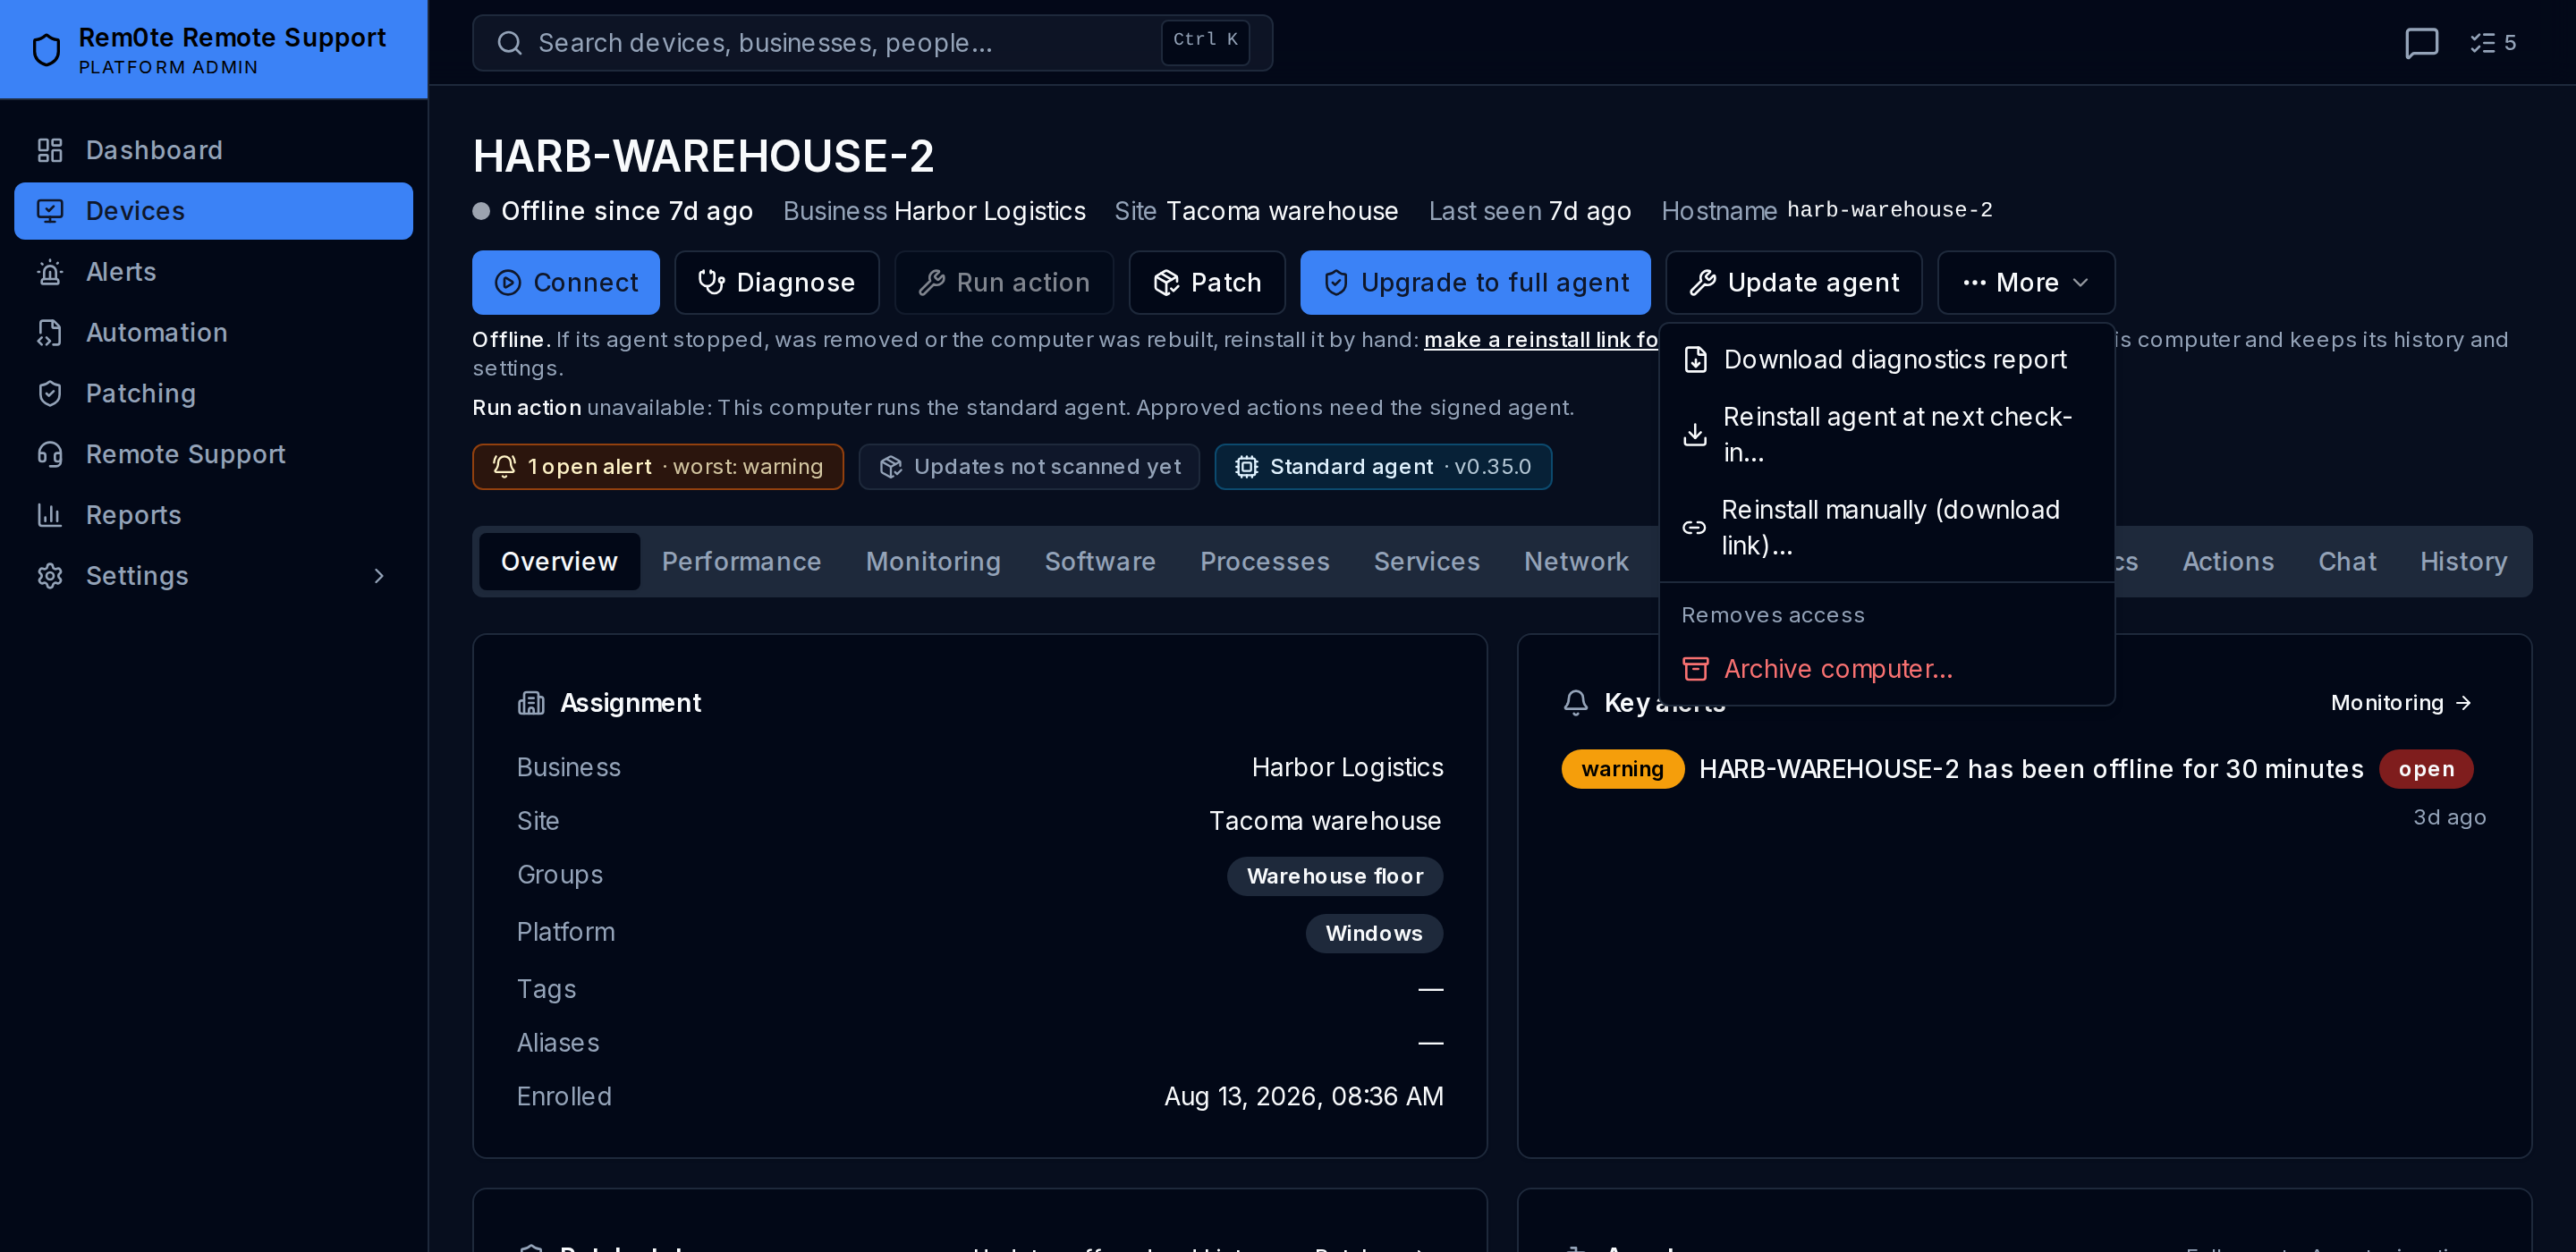 Rem0te Remote Support
PLATFORM ADMIN
Search devices, businesses, people...
Ctrl K
5
Dashboard
Devices
Alerts
Automation
Patching
Remote Support
Reports
Settings
HARB-WAREHOUSE-2
Offline since 7d ago Business Harbor Logistics Site Tacoma warehouse Last seen 7d ago Hostname harb-warehouse-2
Connect Diagnose Run action Patch Upgrade to full agent Update agent ··· More
Offline. If its agent stopped, was removed or the computer was rebuilt, reinstall it by hand: make a reinstall link computer and keeps its history and
settings.
Run action unavailable: This computer runs the standard agent. Approved actions need the signed agent.
1 open alert · worst: warning Updates not scanned yet Standard agent · v0.35.0
Download diagnostics report
Reinstall agent at next check-
in...
Reinstall manually (download
link)...
Removes access
Archive computer...
Overview Performance Monitoring Software Processes Services Network Actions Chat History
Assignment
Business Harbor Logistics
Site Tacoma warehouse
Groups Warehouse floor
Platform Windows
Tags —
Aliases —
Enrolled Aug 13, 2026, 08:36 AM
Key alerts Monitoring →
warning HARB-WAREHOUSE-2 has been offline for 30 minutes open
3d ago